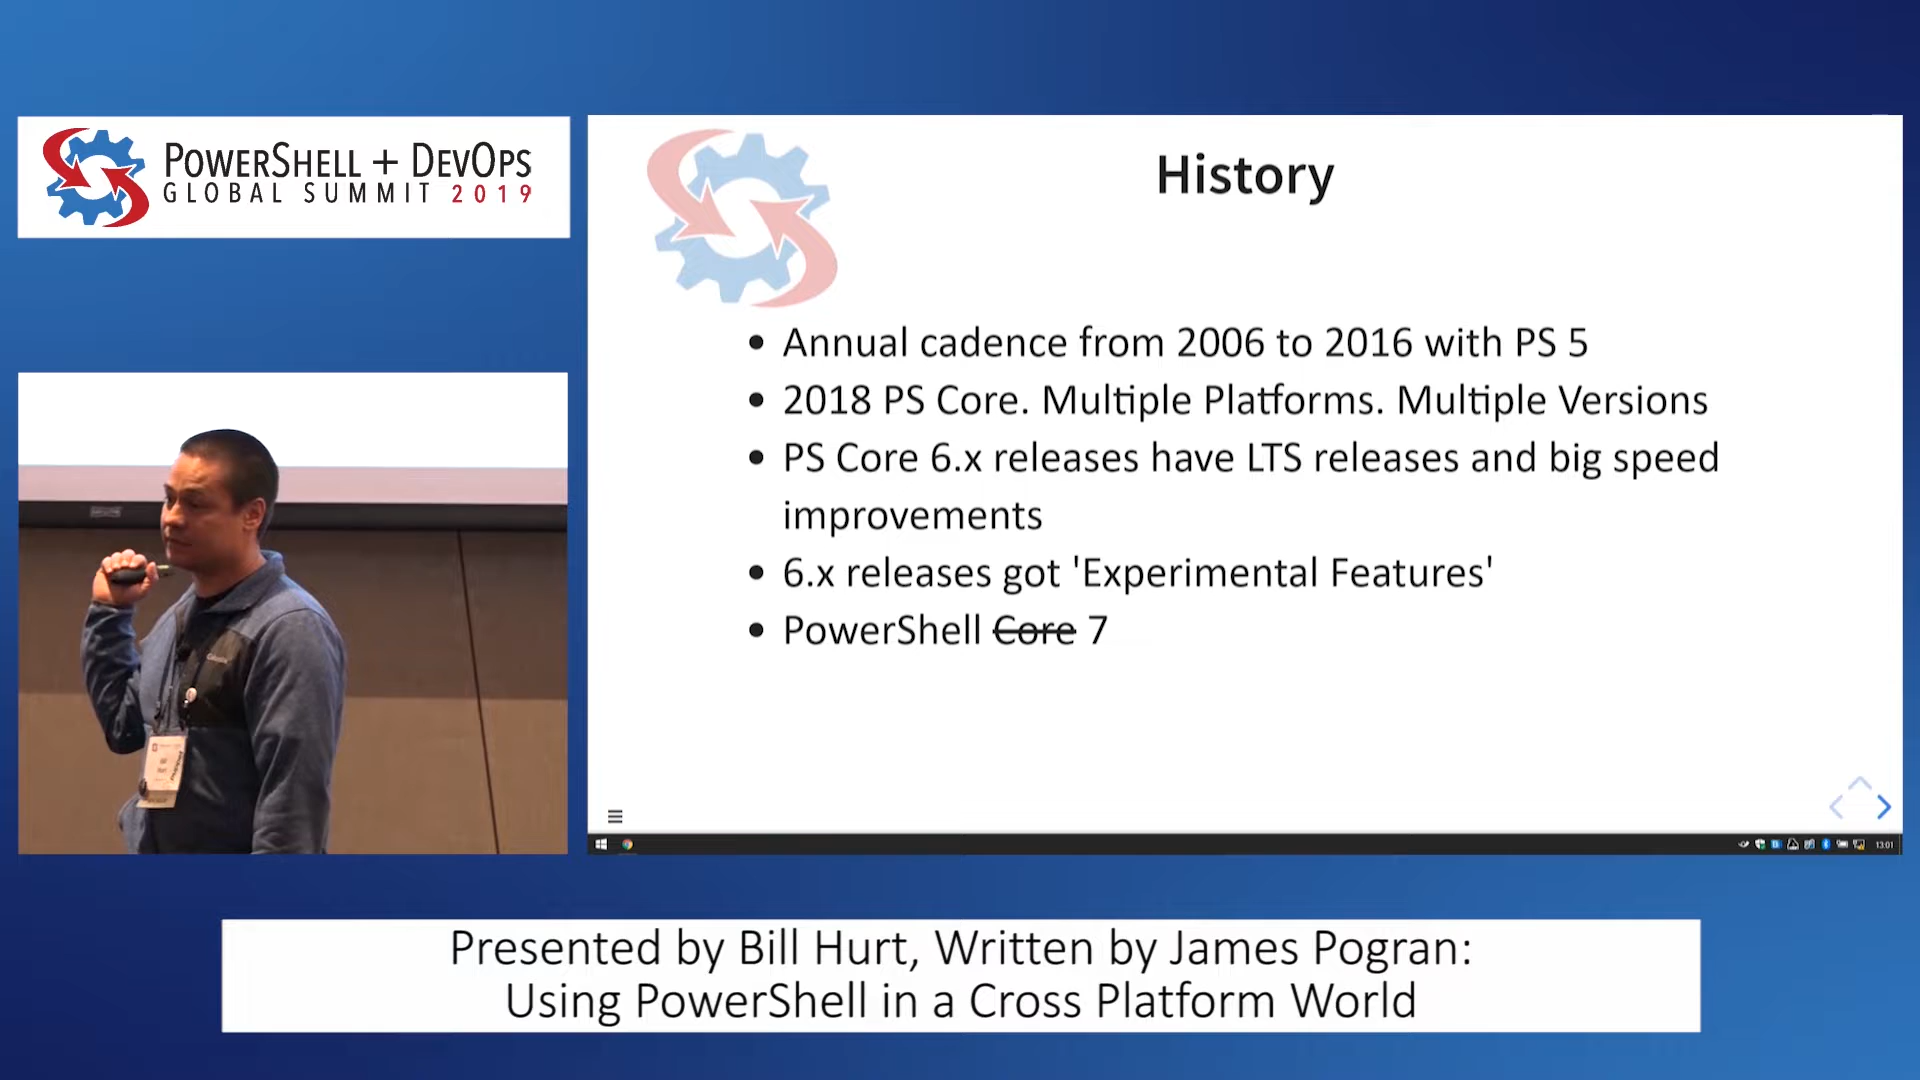 POWERSHELL + DEVOPS
GLOBAL SUMMIT 2019
History
• Annual cadence from 2006 to 2016 with PS 5
• 2018 PS Core. Multiple Platforms. Multiple Versions
• PS Core 6.x releases have LTS releases and big speed
improvements
• 6.x releases got 'Experimental Features'
• PowerShell Core 7
13:01
Presented by Bill Hurt, Written by James Pogran:
Using PowerShell in a Cross Platform World